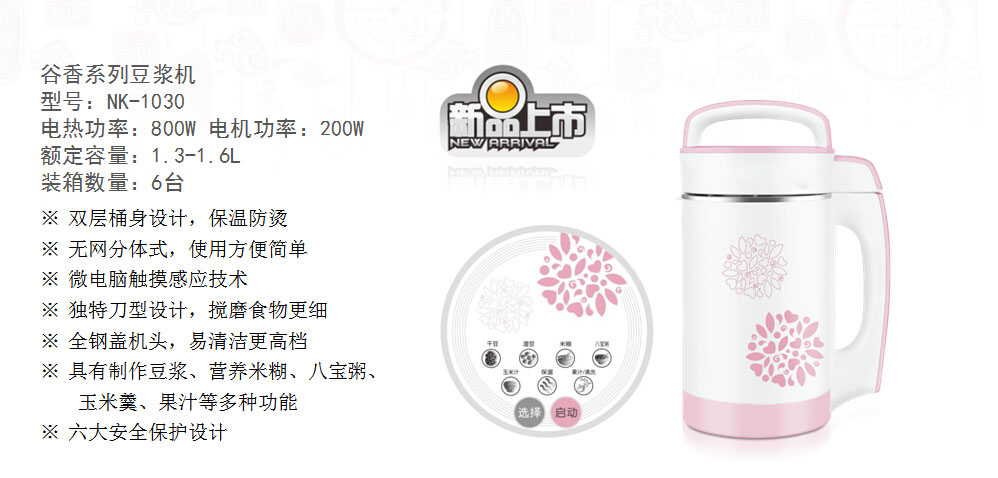 谷香系列豆浆机
型号：NK-1030
电热功率：800W 电机功率：200W
额定容量：1.3-1.6L
装箱数量：6台
※ 双层桶身设计，保温防烫
※ 无网分体式，使用方便简单
※ 微电脑触摸感应技术
※ 独特刀型设计，搅磨食物更细
※ 全钢盖机头，易清洁更高档
※ 具有制作豆浆、营养米糊、八宝粥、
玉米羹、果汁等多种功能
※ 六大安全保护设计
新品上市
NEW ARRIVAL
干豆 湿豆 米糊 八宝粥
玉米汁 保温 果汁/清洗
选择 启动